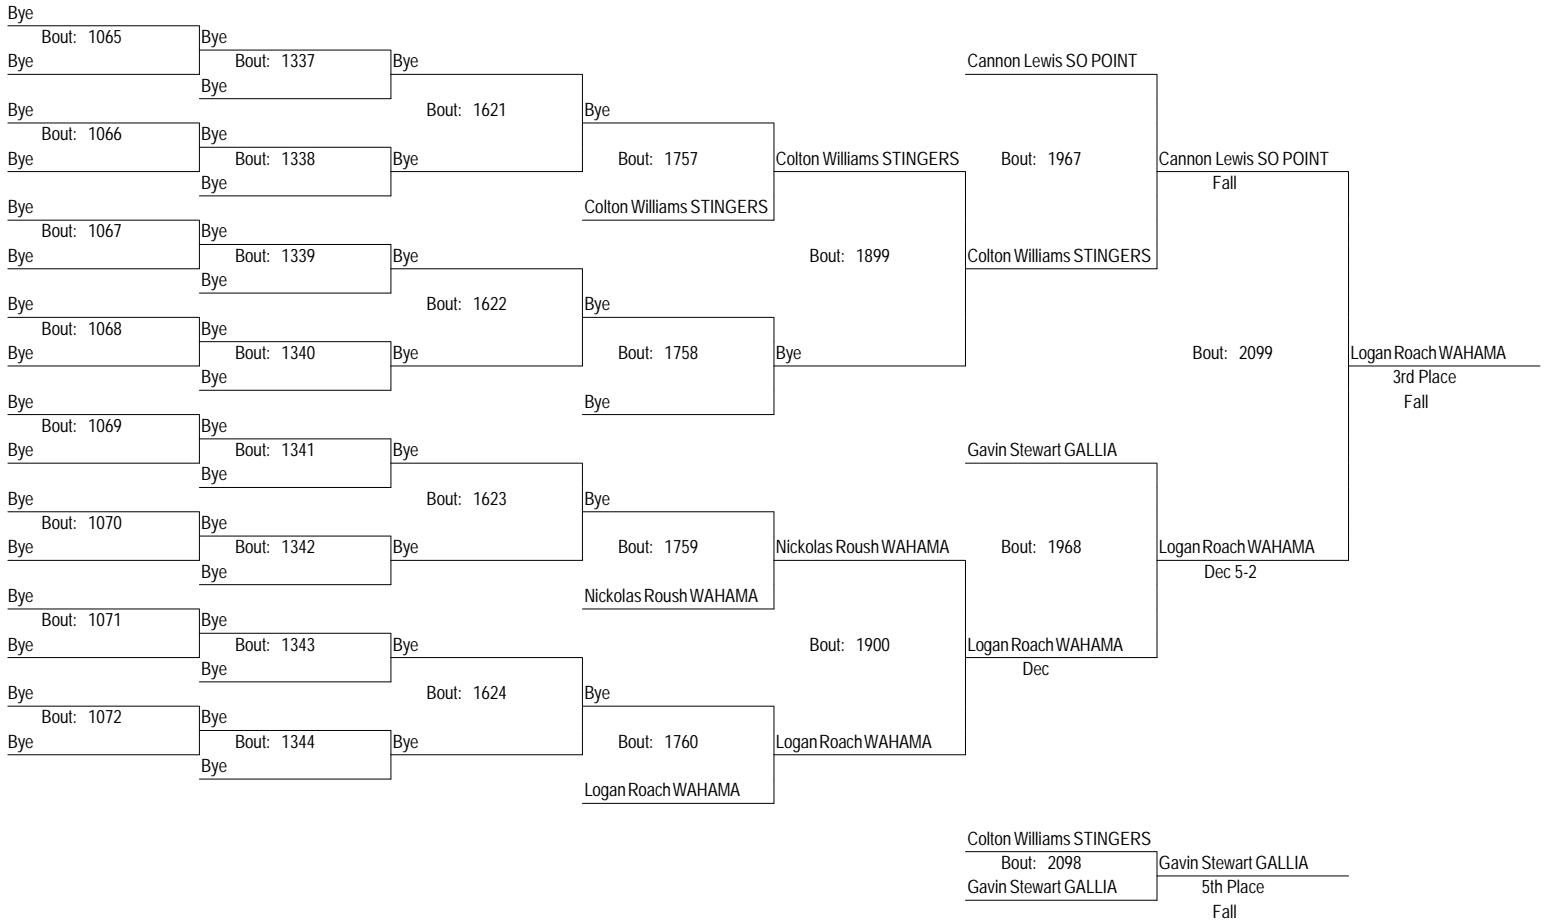 Bye
Bout: 1065
Bye
Bye
Bout: 1066
Bye
Bye
Bout: 1067
Bye
Bye
Bout: 1068
Bye
Bye
Bout: 1069
Bye
Bye
Bout: 1070
Bye
Bye
Bout: 1071
Bye
Bye
Bout: 1072
Bye
Bye
Bout: 1337
Bye
Bye
Bout: 1338
Bye
Bye
Bout: 1339
Bye
Bye
Bout: 1340
Bye
Bye
Bout: 1341
Bye
Bye
Bout: 1342
Bye
Bye
Bout: 1343
Bye
Bye
Bout: 1344
Bye
Bye
Bout: 1621
Bye
Bye
Bout: 1622
Bye
Bye
Bout: 1623
Bye
Bye
Bout: 1624
Bye
Bye
Bout: 1757
Colton Williams STINGERS
Bye
Bout: 1758
Bye
Bye
Bout: 1759
Nickolas Roush WAHAMA
Bye
Bout: 1760
Logan Roach WAHAMA
Colton Williams STINGERS
Bout: 1899
Bye
Nickolas Roush WAHAMA
Bout: 1900
Logan Roach WAHAMA
Cannon Lewis SO POINT
Bout: 1967
Colton Williams STINGERS
Gavin Stewart GALLIA
Bout: 1968
Logan Roach WAHAMA
Dec
Cannon Lewis SO POINT
Fall
Bout: 2099
Logan Roach WAHAMA
Dec 5-2
Logan Roach WAHAMA
3rd Place
Fall
Colton Williams STINGERS
Bout: 2098
Gavin Stewart GALLIA
Gavin Stewart GALLIA
5th Place
Fall